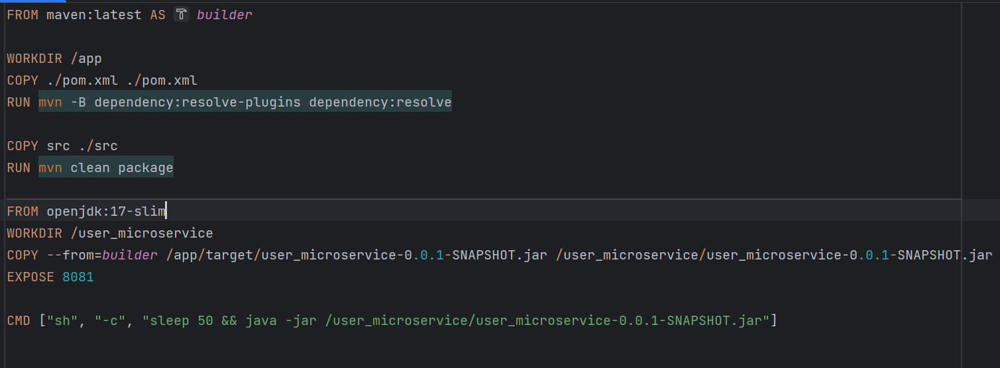 FROM maven:latest AS builder
WORKDIR /app
COPY ./pom.xml ./pom.xml
RUN mvn -B dependency:resolve-plugins dependency:resolve
COPY src ./src
RUN mvn clean package
FROM openjdk:17-slim
WORKDIR /user_microservice
COPY --from=builder /app/target/user_microservice-0.0.1-SNAPSHOT.jar /user_microservice/user_microservice-0.0.1-SNAPSHOT.jar
EXPOSE 8081
CMD ["sh", "-c", "sleep 50 && java -jar /user_microservice/user_microservice-0.0.1-SNAPSHOT.jar"]